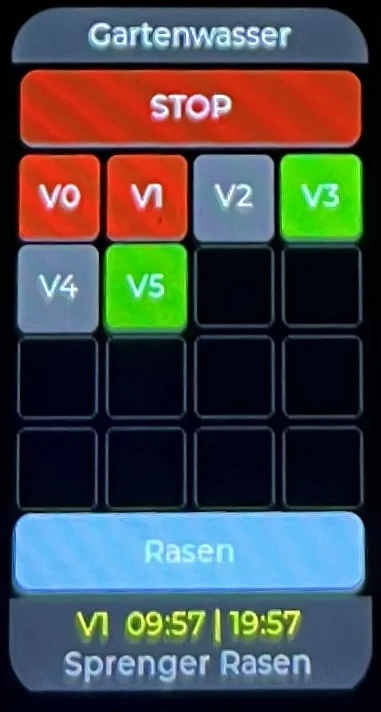 Gartenwasser
STOP
V0 V1 V2 V3
V4 V5
Rasen
V1 09:57 | 19:57
Sprenger Rasen